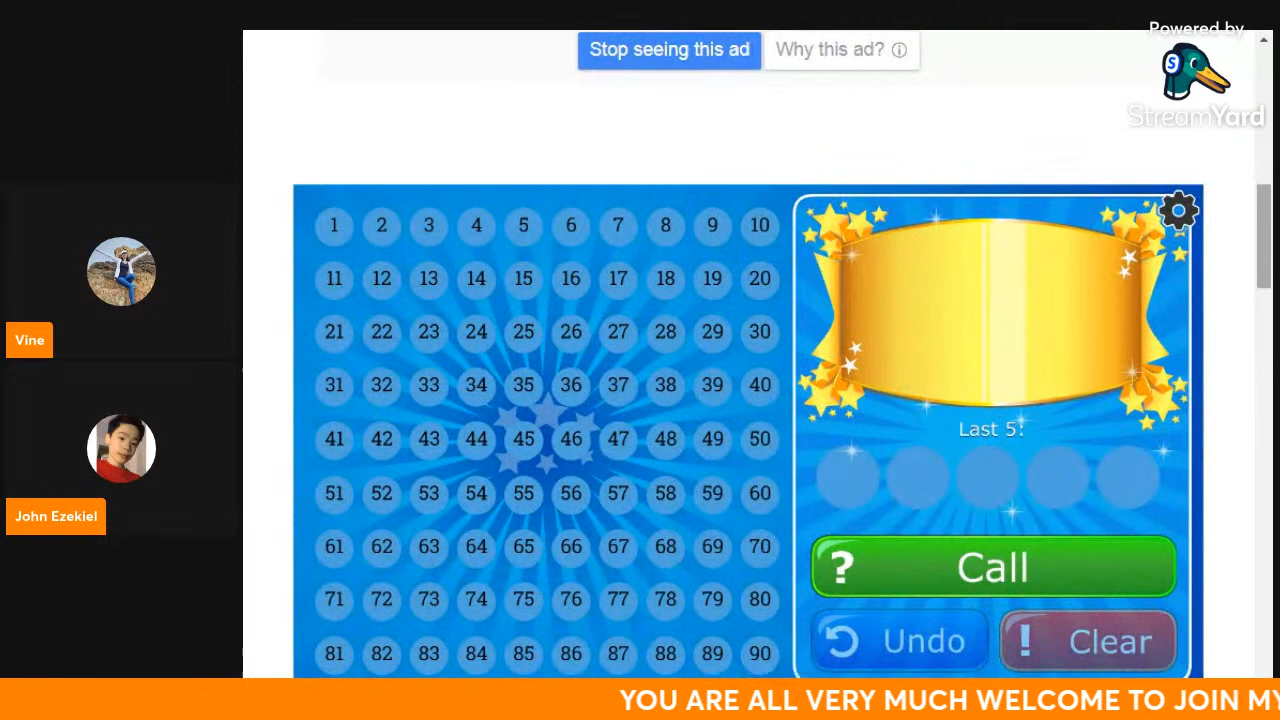 Powered by
StreamYard
Stop seeing this ad
Why this ad?
Vine
John Ezekiel
1 2 3 4 5 6 7 8 9 10
11 12 13 14 15 16 17 18 19 20
21 22 23 24 25 26 27 28 29 30
31 32 33 34 35 36 37 38 39 40
41 42 43 44 45 46 47 48 49 50
51 52 53 54 55 56 57 58 59 60
61 62 63 64 65 66 67 68 69 70
71 72 73 74 75 76 77 78 79 80
81 82 83 84 85 86 87 88 89 90
Last 5:
? Call
Undo
! Clear
YOU ARE ALL VERY MUCH WELCOME TO JOIN MY